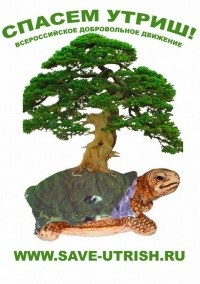 СПАСЕМ УТРИШ!
ВСЕРОССИЙСКОЕ ДОБРОВОЛЬНОЕ ДВИЖЕНИЕ
WWW.SAVE-UTRISH.RU